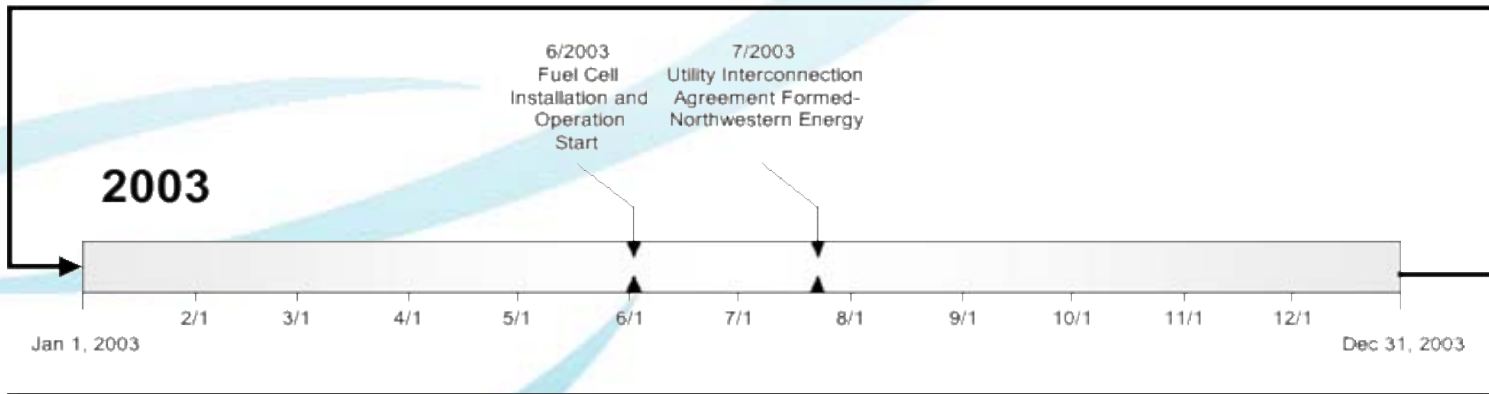 6/2003
Fuel Cell
Installation and
Operation
Start
7/2003
Utility Interconnection
Agreement Formed-
Northwestern Energy
2003
2/1 3/1 4/1 5/1 6/1 7/1 8/1 9/1 10/1 11/1 12/1
Jan 1, 2003 Dec 31, 2003